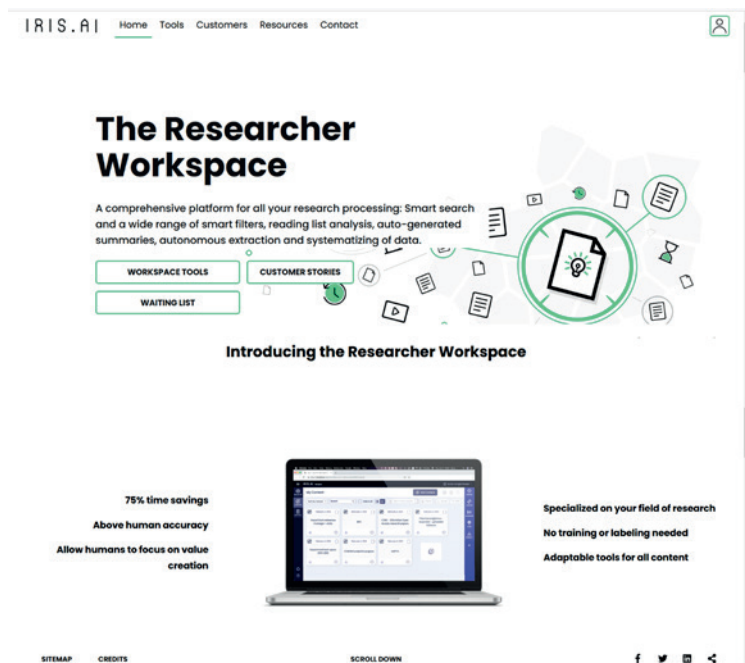 IRIS.AI Home Tools Customers Resources Contact
The Researcher
Workspace
A comprehensive platform for all your research processing: Smart search
and a wide range of smart filters, reading list analysis, auto-generated
summaries, autonomous extraction and systematizing of data.
WORKSPACE TOOLS CUSTOMER STORIES
WAITING LIST
Introducing the Researcher Workspace
75% time savings
Above human accuracy
Allow humans to focus on value
creation
Specialized on your field of research
No training or labeling needed
Adaptable tools for all content
SITEMAP CREDITS SCROLL DOWN